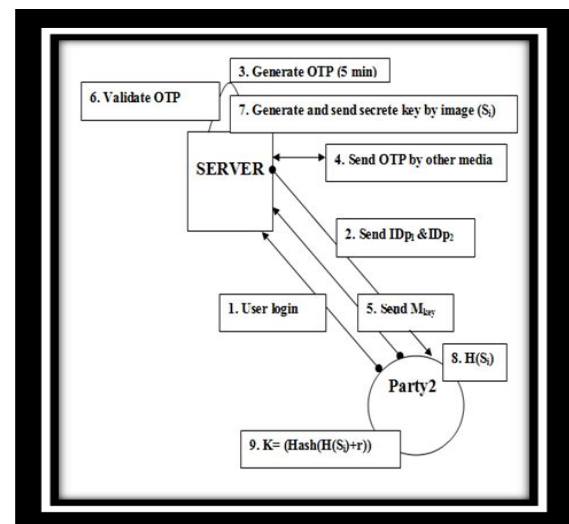 3. Generate OTP (5 min)
6. Validate OTP
7. Generate and send secrete key by image (Si)
SERVER
4. Send OTP by other media
2. Send IDp1 &IDp2
1. User login
5. Send Mkey
8. H(Si)
Party2
9. K= (Hash(H(Si)+r))